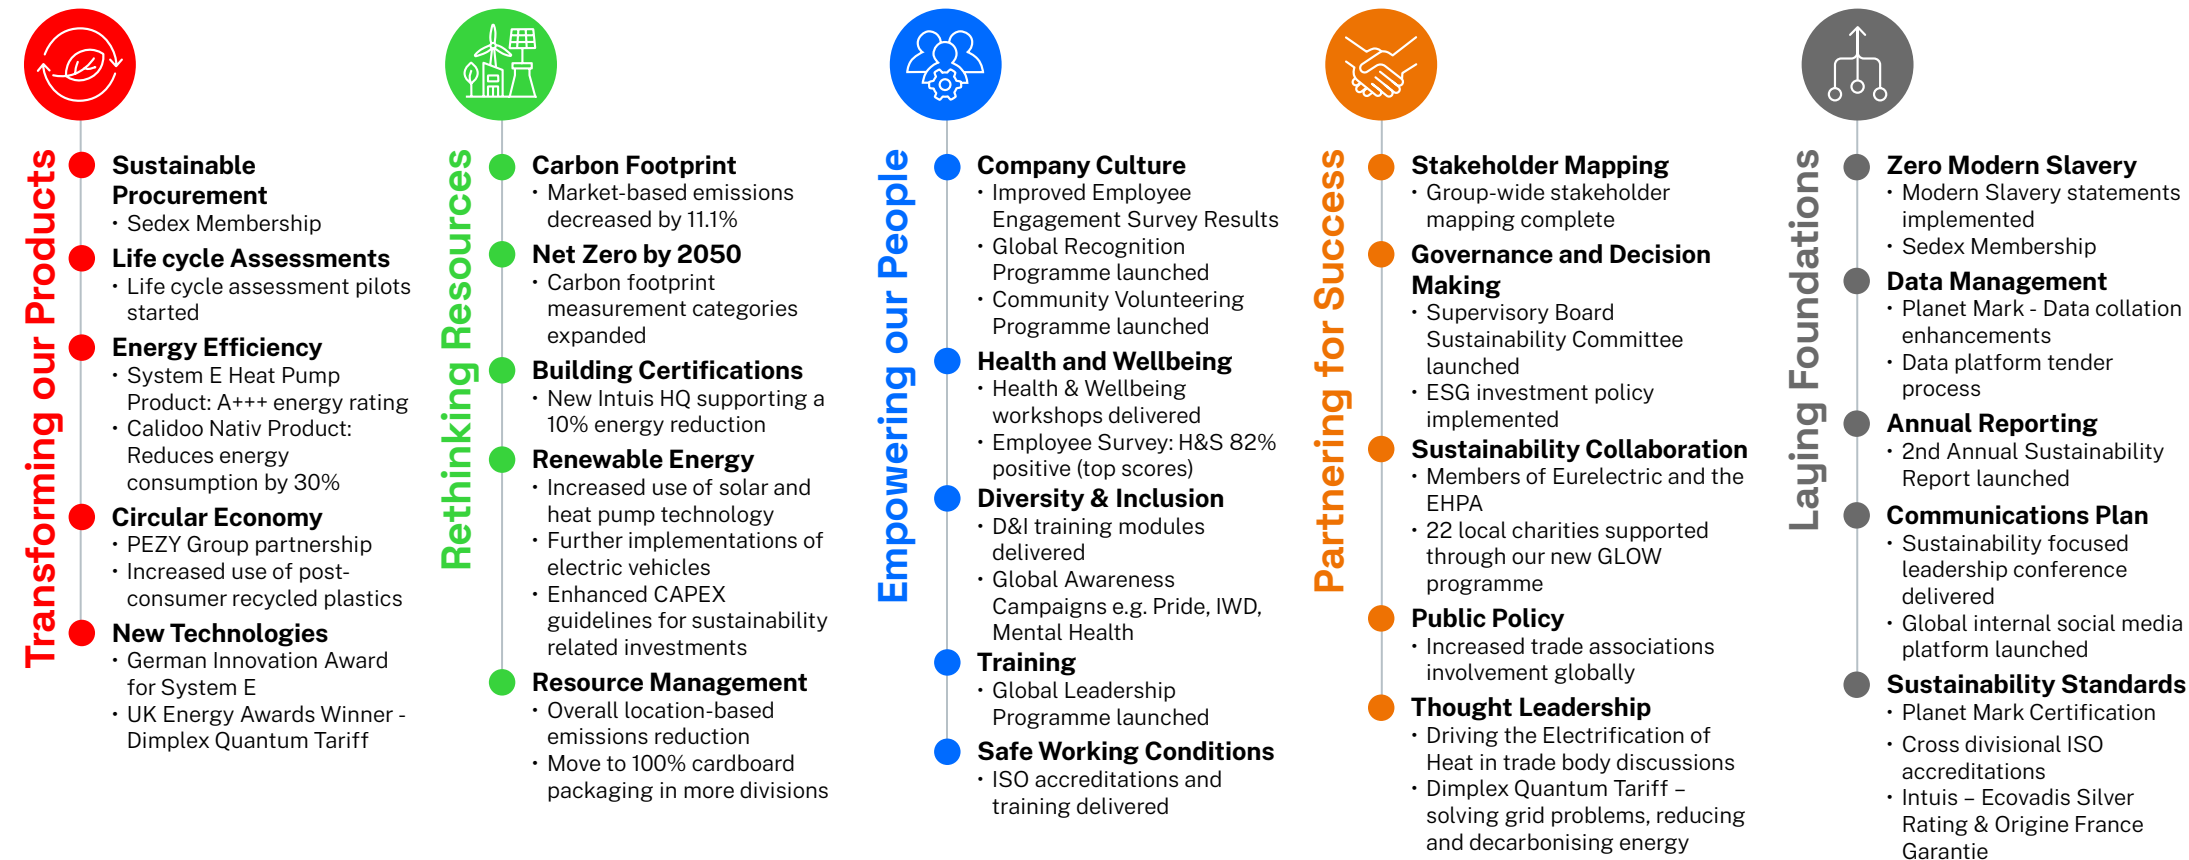 Transforming our Products
Sustainable
Procurement
• Sedex Membership
Life cycle Assessments
• Life cycle assessment pilots
started
Energy Efficiency
• System E Heat Pump
Product: A+++ energy rating
• Calidoo Nativ Product:
Reduces energy
consumption by 30%
Circular Economy
• PEZY Group partnership
• Increased use of post-
consumer recycled plastics
New Technologies
• German Innovation Award
for System E
• UK Energy Awards Winner -
Dimplex Quantum Tariff
Rethinking Resources
Carbon Footprint
• Market-based emissions
decreased by 11.1%
Net Zero by 2050
• Carbon footprint
measurement categories
expanded
Building Certifications
• New Intuis HQ supporting a
10% energy reduction
Renewable Energy
• Increased use of solar and
heat pump technology
• Further implementations of
electric vehicles
• Enhanced CAPEX
guidelines for sustainability
related investments
Resource Management
• Overall location-based
emissions reduction
• Move to 100% cardboard
packaging in more divisions
Empowering our People
Company Culture
• Improved Employee
Engagement Survey Results
• Global Recognition
Programme launched
• Community Volunteering
Programme launched
Health and Wellbeing
• Health & Wellbeing
workshops delivered
• Employee Survey: H&S 82%
positive (top scores)
Diversity & Inclusion
• D&I training modules
delivered
• Global Awareness
Campaigns e.g. Pride, IWD,
Mental Health
Training
• Global Leadership
Programme launched
Safe Working Conditions
• ISO accreditations and
training delivered
Partnering for Success
Stakeholder Mapping
• Group-wide stakeholder
mapping complete
Governance and Decision
Making
• Supervisory Board
Sustainability Committee
launched
• ESG investment policy
implemented
Sustainability Collaboration
• Members of Eurelectric and the
EHPA
• 22 local charities supported
through our new GLOW
programme
Public Policy
• Increased trade associations
involvement globally
Thought Leadership
• Driving the Electrification of
Heat in trade body discussions
• Dimplex Quantum Tariff –
solving grid problems, reducing
and decarbonising energy
Laying Foundations
Zero Modern Slavery
• Modern Slavery statements
implemented
• Sedex Membership
Data Management
• Planet Mark - Data collation
enhancements
• Data platform tender
process
Annual Reporting
• 2nd Annual Sustainability
Report launched
Communications Plan
• Sustainability focused
leadership conference
delivered
• Global internal social media
platform launched
Sustainability Standards
• Planet Mark Certification
• Cross divisional ISO
accreditations
• Intuis – Ecovadis Silver
Rating & Origine France
Garantie